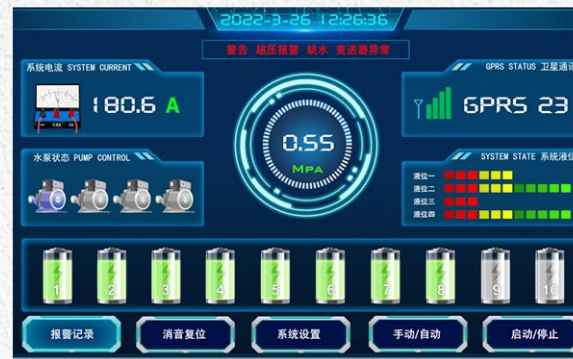 2022-3-26 12:26:36
警告 超压报警 缺水 变送器异常
系统电流 SYSTEM CURRENT
180.6 A
GPRS STATUS 卫星通讯
GPRS 23
0.55
MPA
水泵状态 PUMP CONTROL
SYSTEM STATE 系统液位
液位一
液位二
液位三
液位四
1 2 3 4 5 6 7 8 9 10
报警记录 消音复位 系统设置 手动/自动 启动/停止